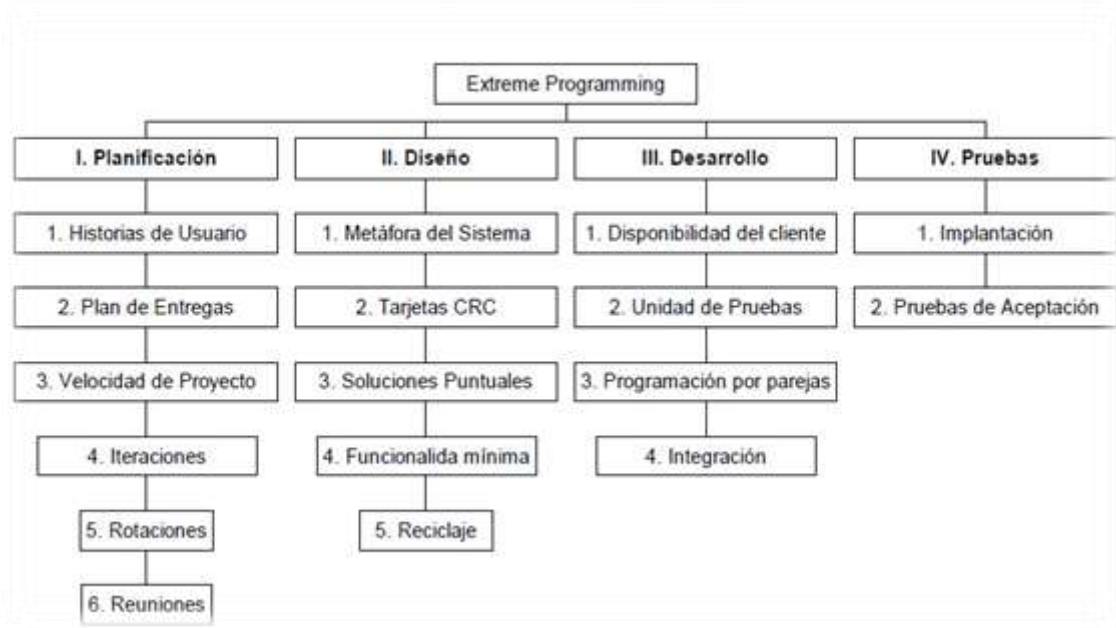 Extreme Programming
I. Planificación
1. Historias de Usuario
2. Plan de Entregas
3. Velocidad de Proyecto
4. Iteraciones
5. Rotaciones
6. Reuniones
II. Diseño
1. Metáfora del Sistema
2. Tarjetas CRC
3. Soluciones Puntuales
4. Funcionalida mínima
5. Reciclaje
III. Desarrollo
1. Disponibilidad del cliente
2. Unidad de Pruebas
3. Programación por parejas
4. Integración
IV. Pruebas
1. Implantación
2. Pruebas de Aceptación